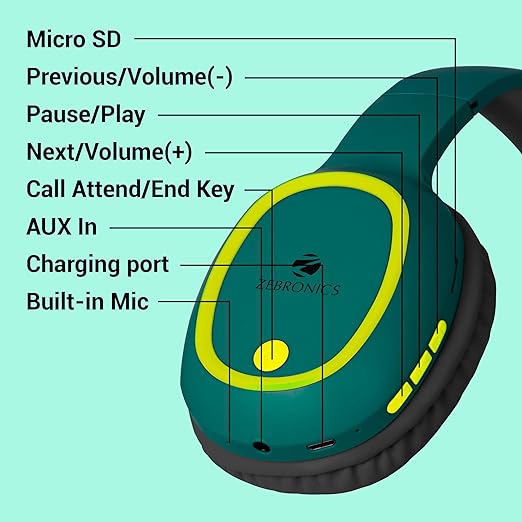 Micro SD
Previous/Volume(-)
Pause/Play
Next/Volume(+)
Call Attend/End Key
AUX In
Charging port
Built-in Mic
ZEBRONICS